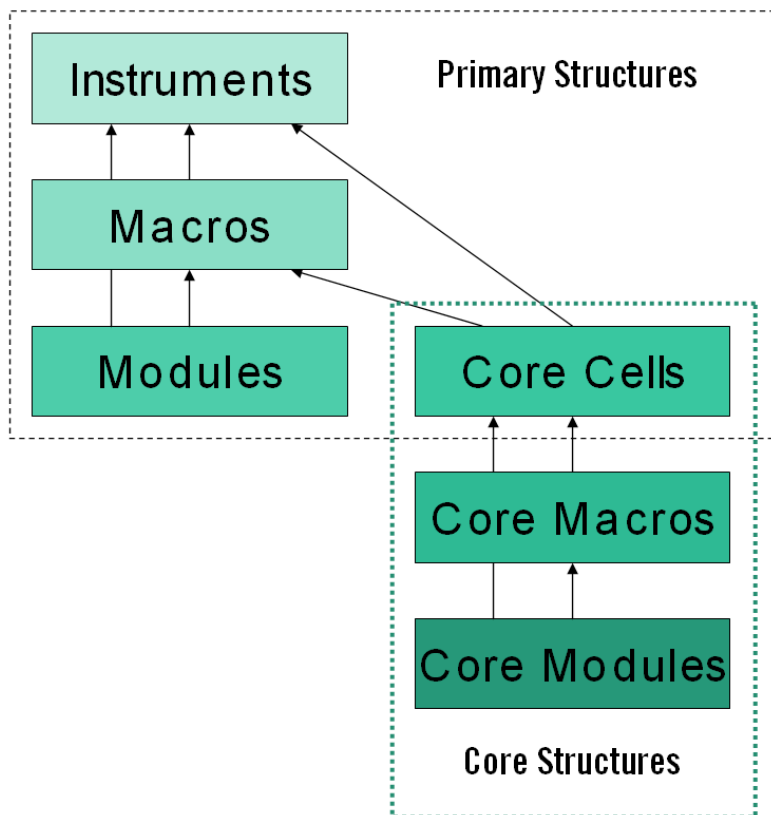 Instruments
Primary Structures
Macros
Modules
Core Cells
Core Macros
Core Modules
Core Structures